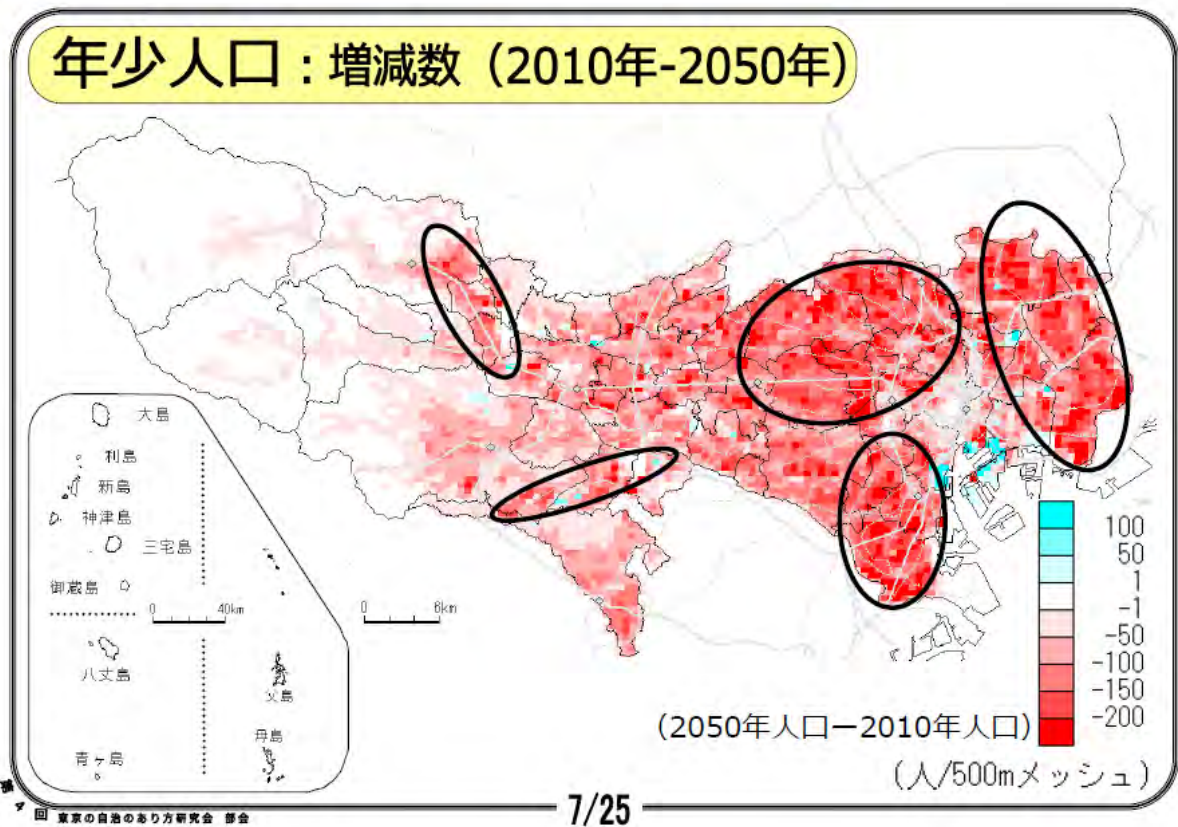 年少人口：増減数（2010年-2050年）
大島
利島
新島
神津島
三宅島
御蔵島
0 40km
0 6km
八丈島
父島
母島
青ヶ島
100
50
1
-1
-50
-100
-150
-200
（2050年人口ー2010年人口）
（人/500mメッシュ）
第4回 東京の自治のあり方研究会 部会
7/25